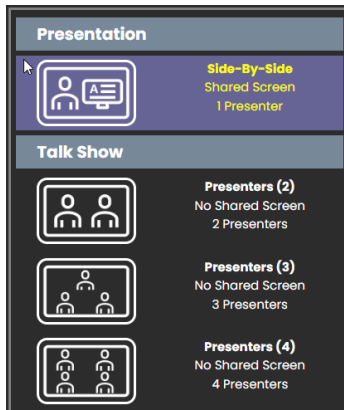 Presentation
A
Side-By-Side
Shared Screen
1 Presenter
Talk Show
Presenters (2)
No Shared Screen
2 Presenters
Presenters (3)
No Shared Screen
3 Presenters
Presenters (4)
No Shared Screen
4 Presenters